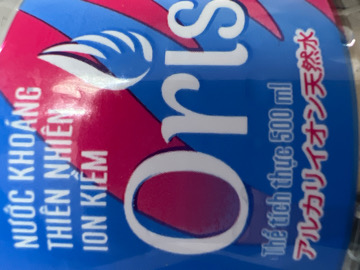 NƯỚC KHOÁNG
THIÊN NHIÊN
ION KIỀM
Oris
Thể tích thực 500 ml
アルカリイオン天然水